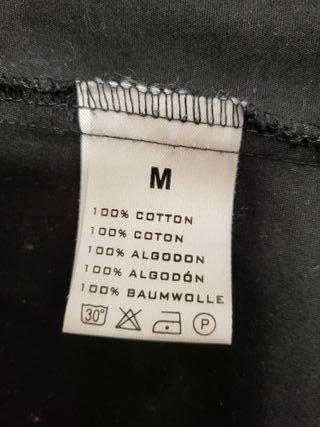 M
100% COTTON
100% COTON
100% ALGODON
100% ALGODÓN
100% BAUMWOLLE
30° P